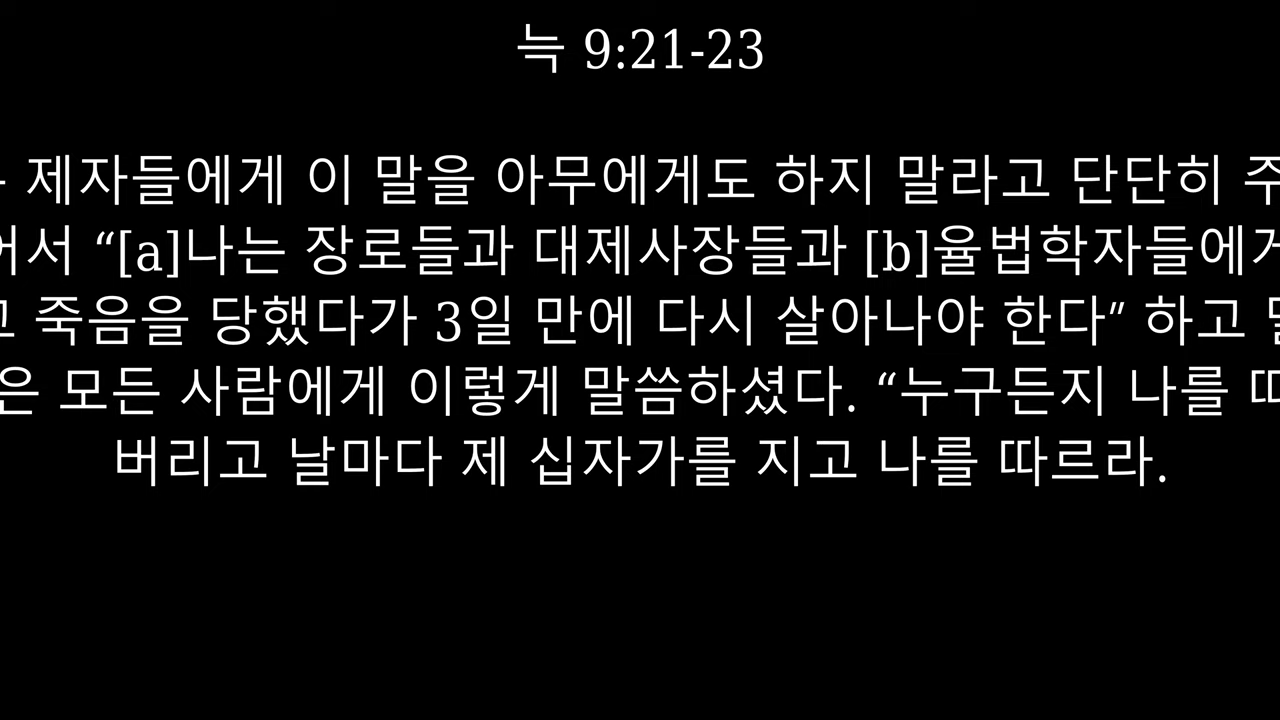 눅 9:21-23
제자들에게 이 말을 아무에게도 하지 말라고 단단히
“[a]나는 장로들과 대제사장들과 [b]율법학자들에게
죽음을 당했다가 3일 만에 다시 살아나야 한다” 하고
모든 사람에게 이렇게 말씀하셨다. “누구든지 나를
버리고 날마다 제 십자가를 지고 나를 따르라.